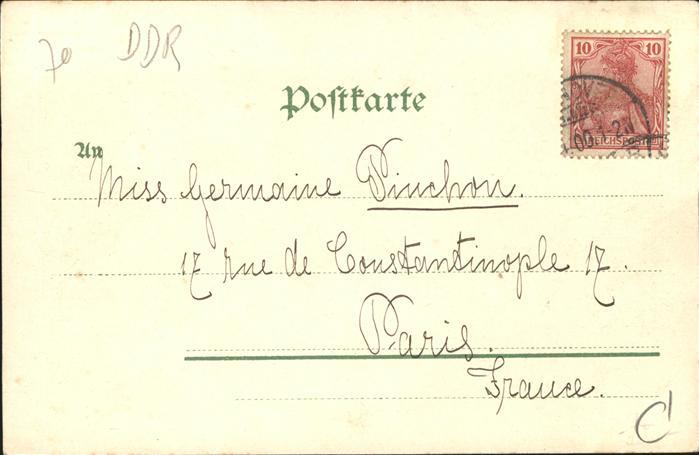 70 DDR
10 10
REICHSPOST
Postkarte
An
Miss Germaine Pinchon.
17 rue de Constantinople 17.
Paris.
France.
C